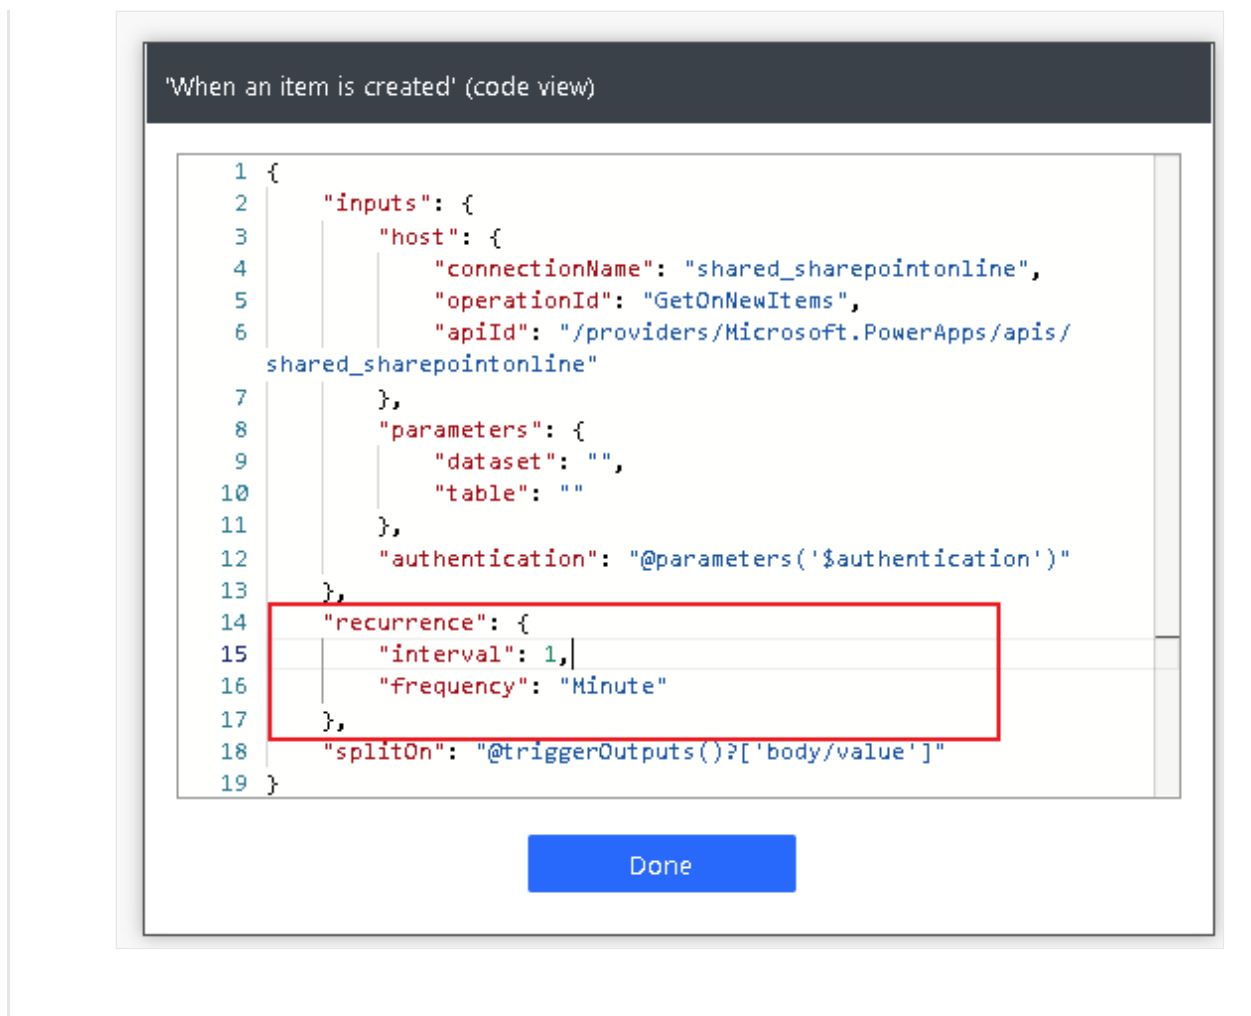 'When an item is created' (code view)
1 {
2     "inputs": {
3         "host": {
4             "connectionName": "shared_sharepointonline",
5             "operationId": "GetOnNewItems",
6             "apiId": "/providers/Microsoft.PowerApps/apis/
shared_sharepointonline"
7         },
8         "parameters": {
9             "dataset": "",
10             "table": ""
11         },
12         "authentication": "@parameters('$authentication')"
13     },
14     "recurrence": {
15         "interval": 1,
16         "frequency": "Minute"
17     },
18     "splitOn": "@triggerOutputs()?['body/value']"
19 }
Done